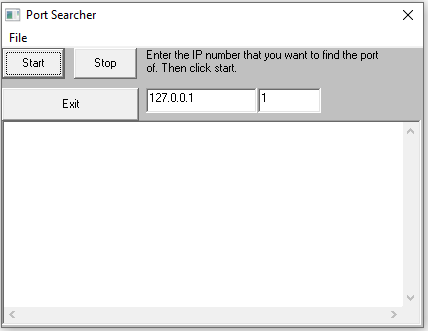 Port Searcher
File
Start
Stop
Enter the IP number that you want to find the port
of. Then click start.
Exit
127.0.0.1
1